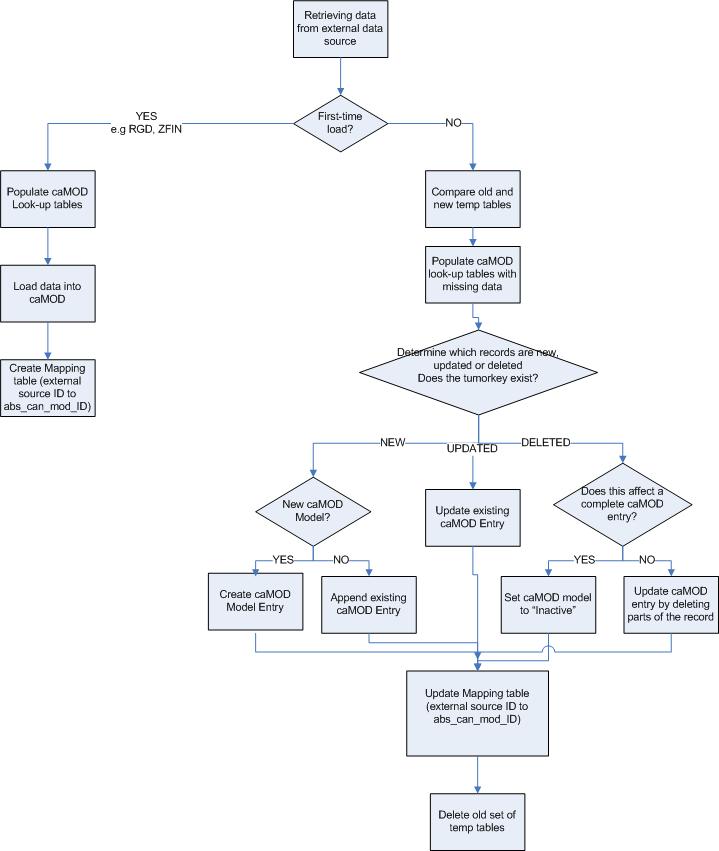 Retrieving data
from external data
source
First-time
load?
YES
e.g RGD, ZFIN
NO
Populate caMOD
Look-up tables
Compare old and
new temp tables
Load data into
caMOD
Populate caMOD
look-up tables with
missing data
Create Mapping
table (external
source ID to
abs_can_mod_ID)
Determine which records are new,
updated or deleted
Does the tumorkey exist?
NEW
UPDATED
DELETED
New caMOD
Model?
Update existing
caMOD Entry
Does this affect a
complete caMOD
entry?
YES
NO
YES
NO
Create caMOD
Model Entry
Append existing
caMOD Entry
Set caMOD model
to “Inactive”
Update caMOD
entry by deleting
parts of the record
Update Mapping table
(external source ID to
abs_can_mod_ID)
Delete old set of
temp tables